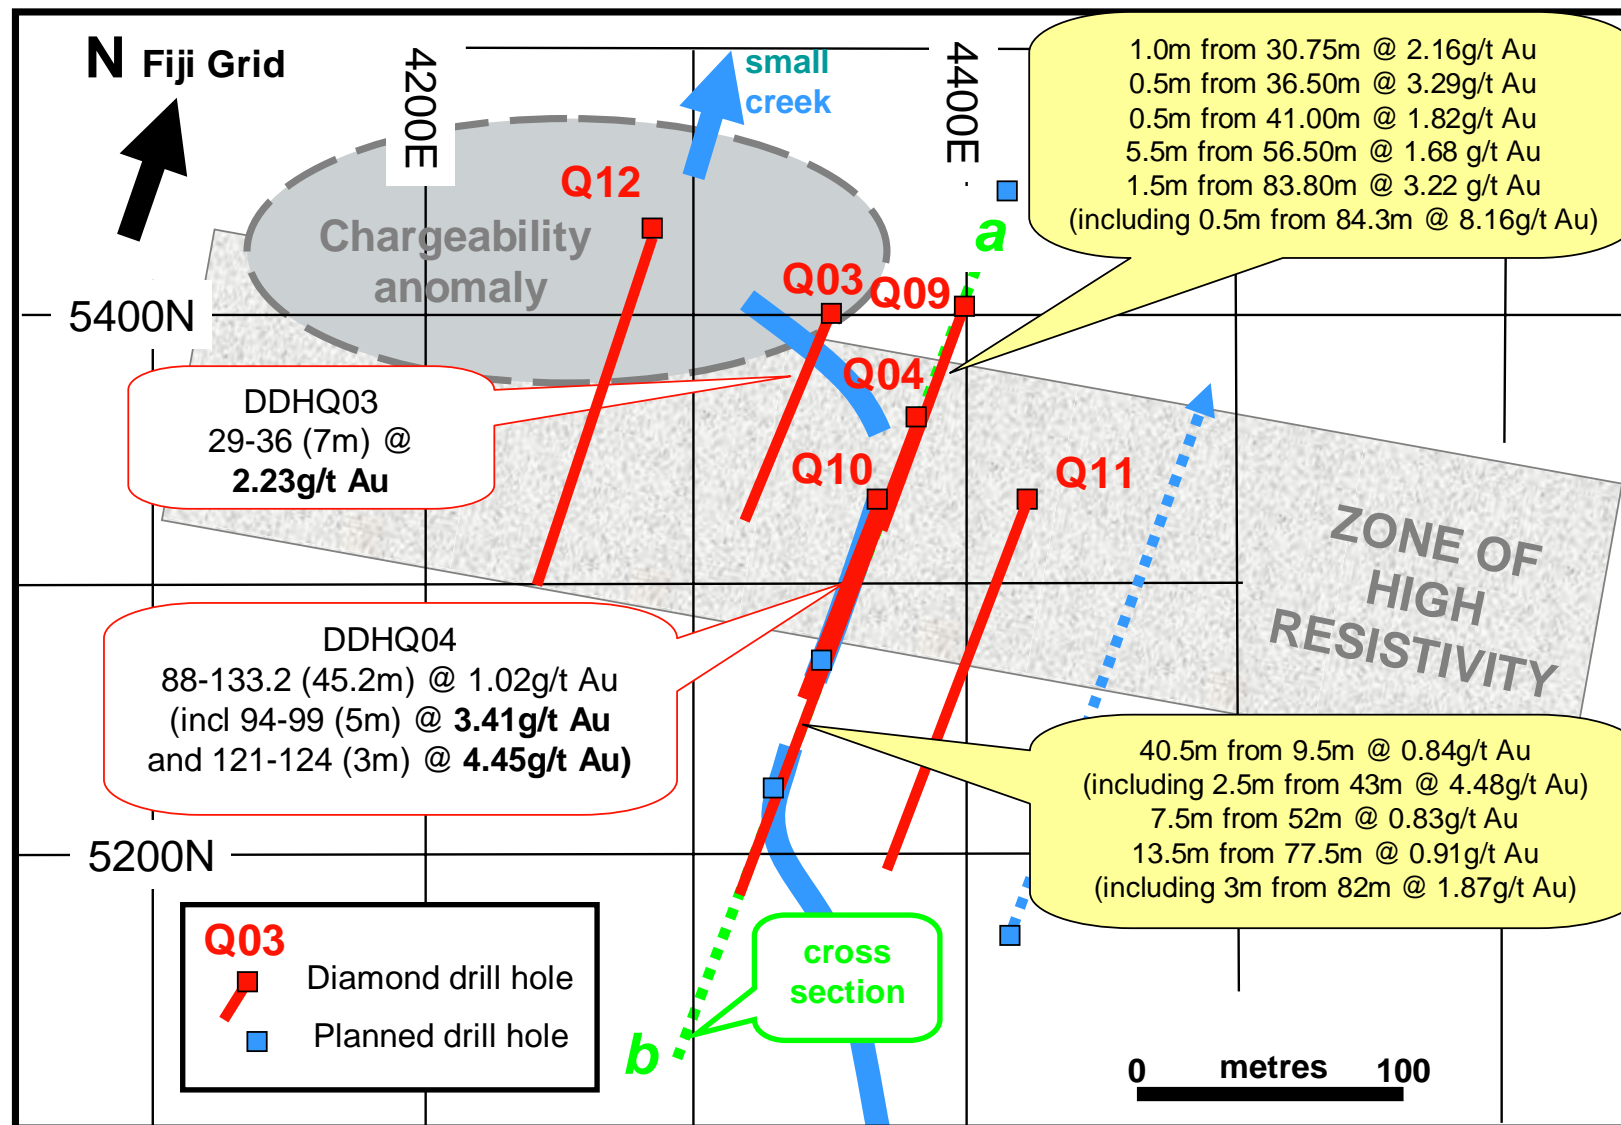 N Fiji Grid
4200E
small
creek
4400E
1.0m from 30.75m @ 2.16g/t Au
0.5m from 36.50m @ 3.29g/t Au
0.5m from 41.00m @ 1.82g/t Au
5.5m from 56.50m @ 1.68 g/t Au
1.5m from 83.80m @ 3.22 g/t Au
(including 0.5m from 84.3m @ 8.16g/t Au)
Q12
a
Chargeability
anomaly
Q03
Q09
5400N
Q04
DDHQ03
29-36 (7m) @
2.23g/t Au
Q10
Q11
ZONE OF
HIGH
RESISTIVITY
DDHQ04
88-133.2 (45.2m) @ 1.02g/t Au
(incl 94-99 (5m) @ 3.41g/t Au
and 121-124 (3m) @ 4.45g/t Au)
40.5m from 9.5m @ 0.84g/t Au
(including 2.5m from 43m @ 4.48g/t Au)
7.5m from 52m @ 0.83g/t Au
13.5m from 77.5m @ 0.91g/t Au
(including 3m from 82m @ 1.87g/t Au)
5200N
Q03
Diamond drill hole
Planned drill hole
cross
section
b
0 metres 100